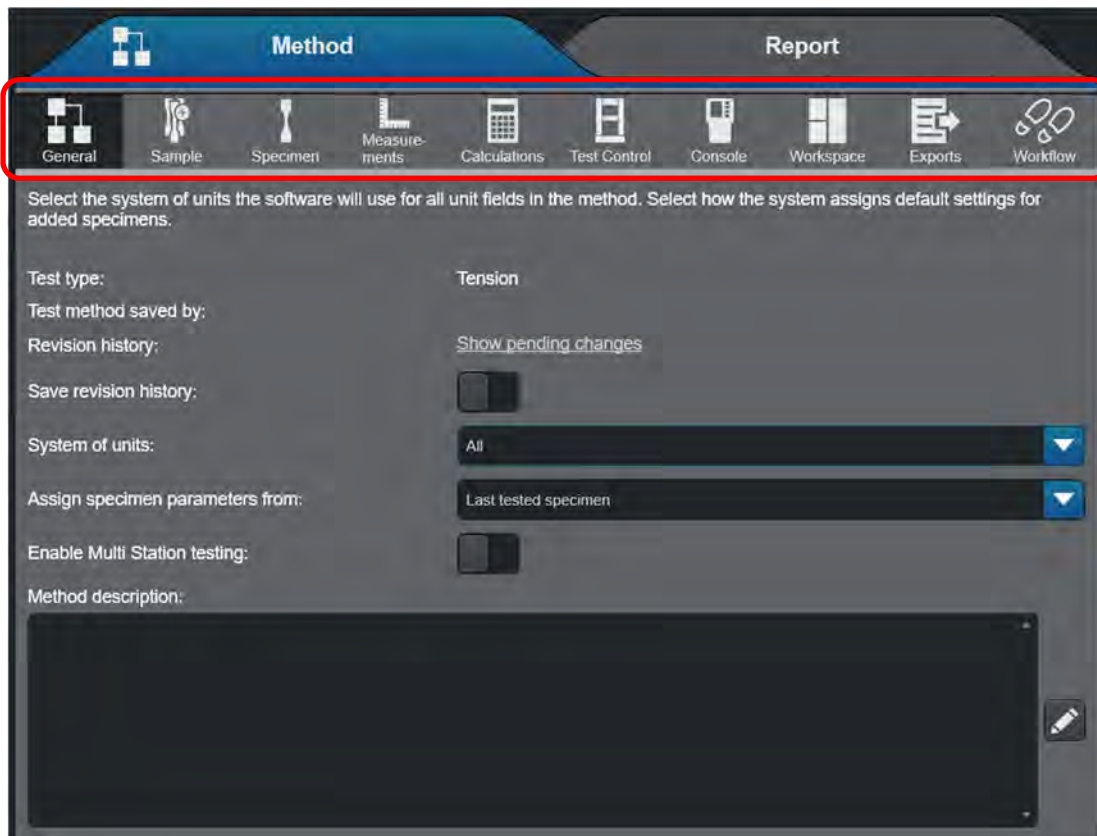 Method
Report
General
Sample
Specimen
Measure-
ments
Calculations
Test Control
Console
Workspace
Exports
Workflow
Select the system of units the software will use for all unit fields in the method. Select how the system assigns default settings for
added specimens.
Test type: Tension
Test method saved by:
Revision history: Show pending changes
Save revision history:
System of units: All
Assign specimen parameters from: Last tested specimen
Enable Multi Station testing:
Method description: